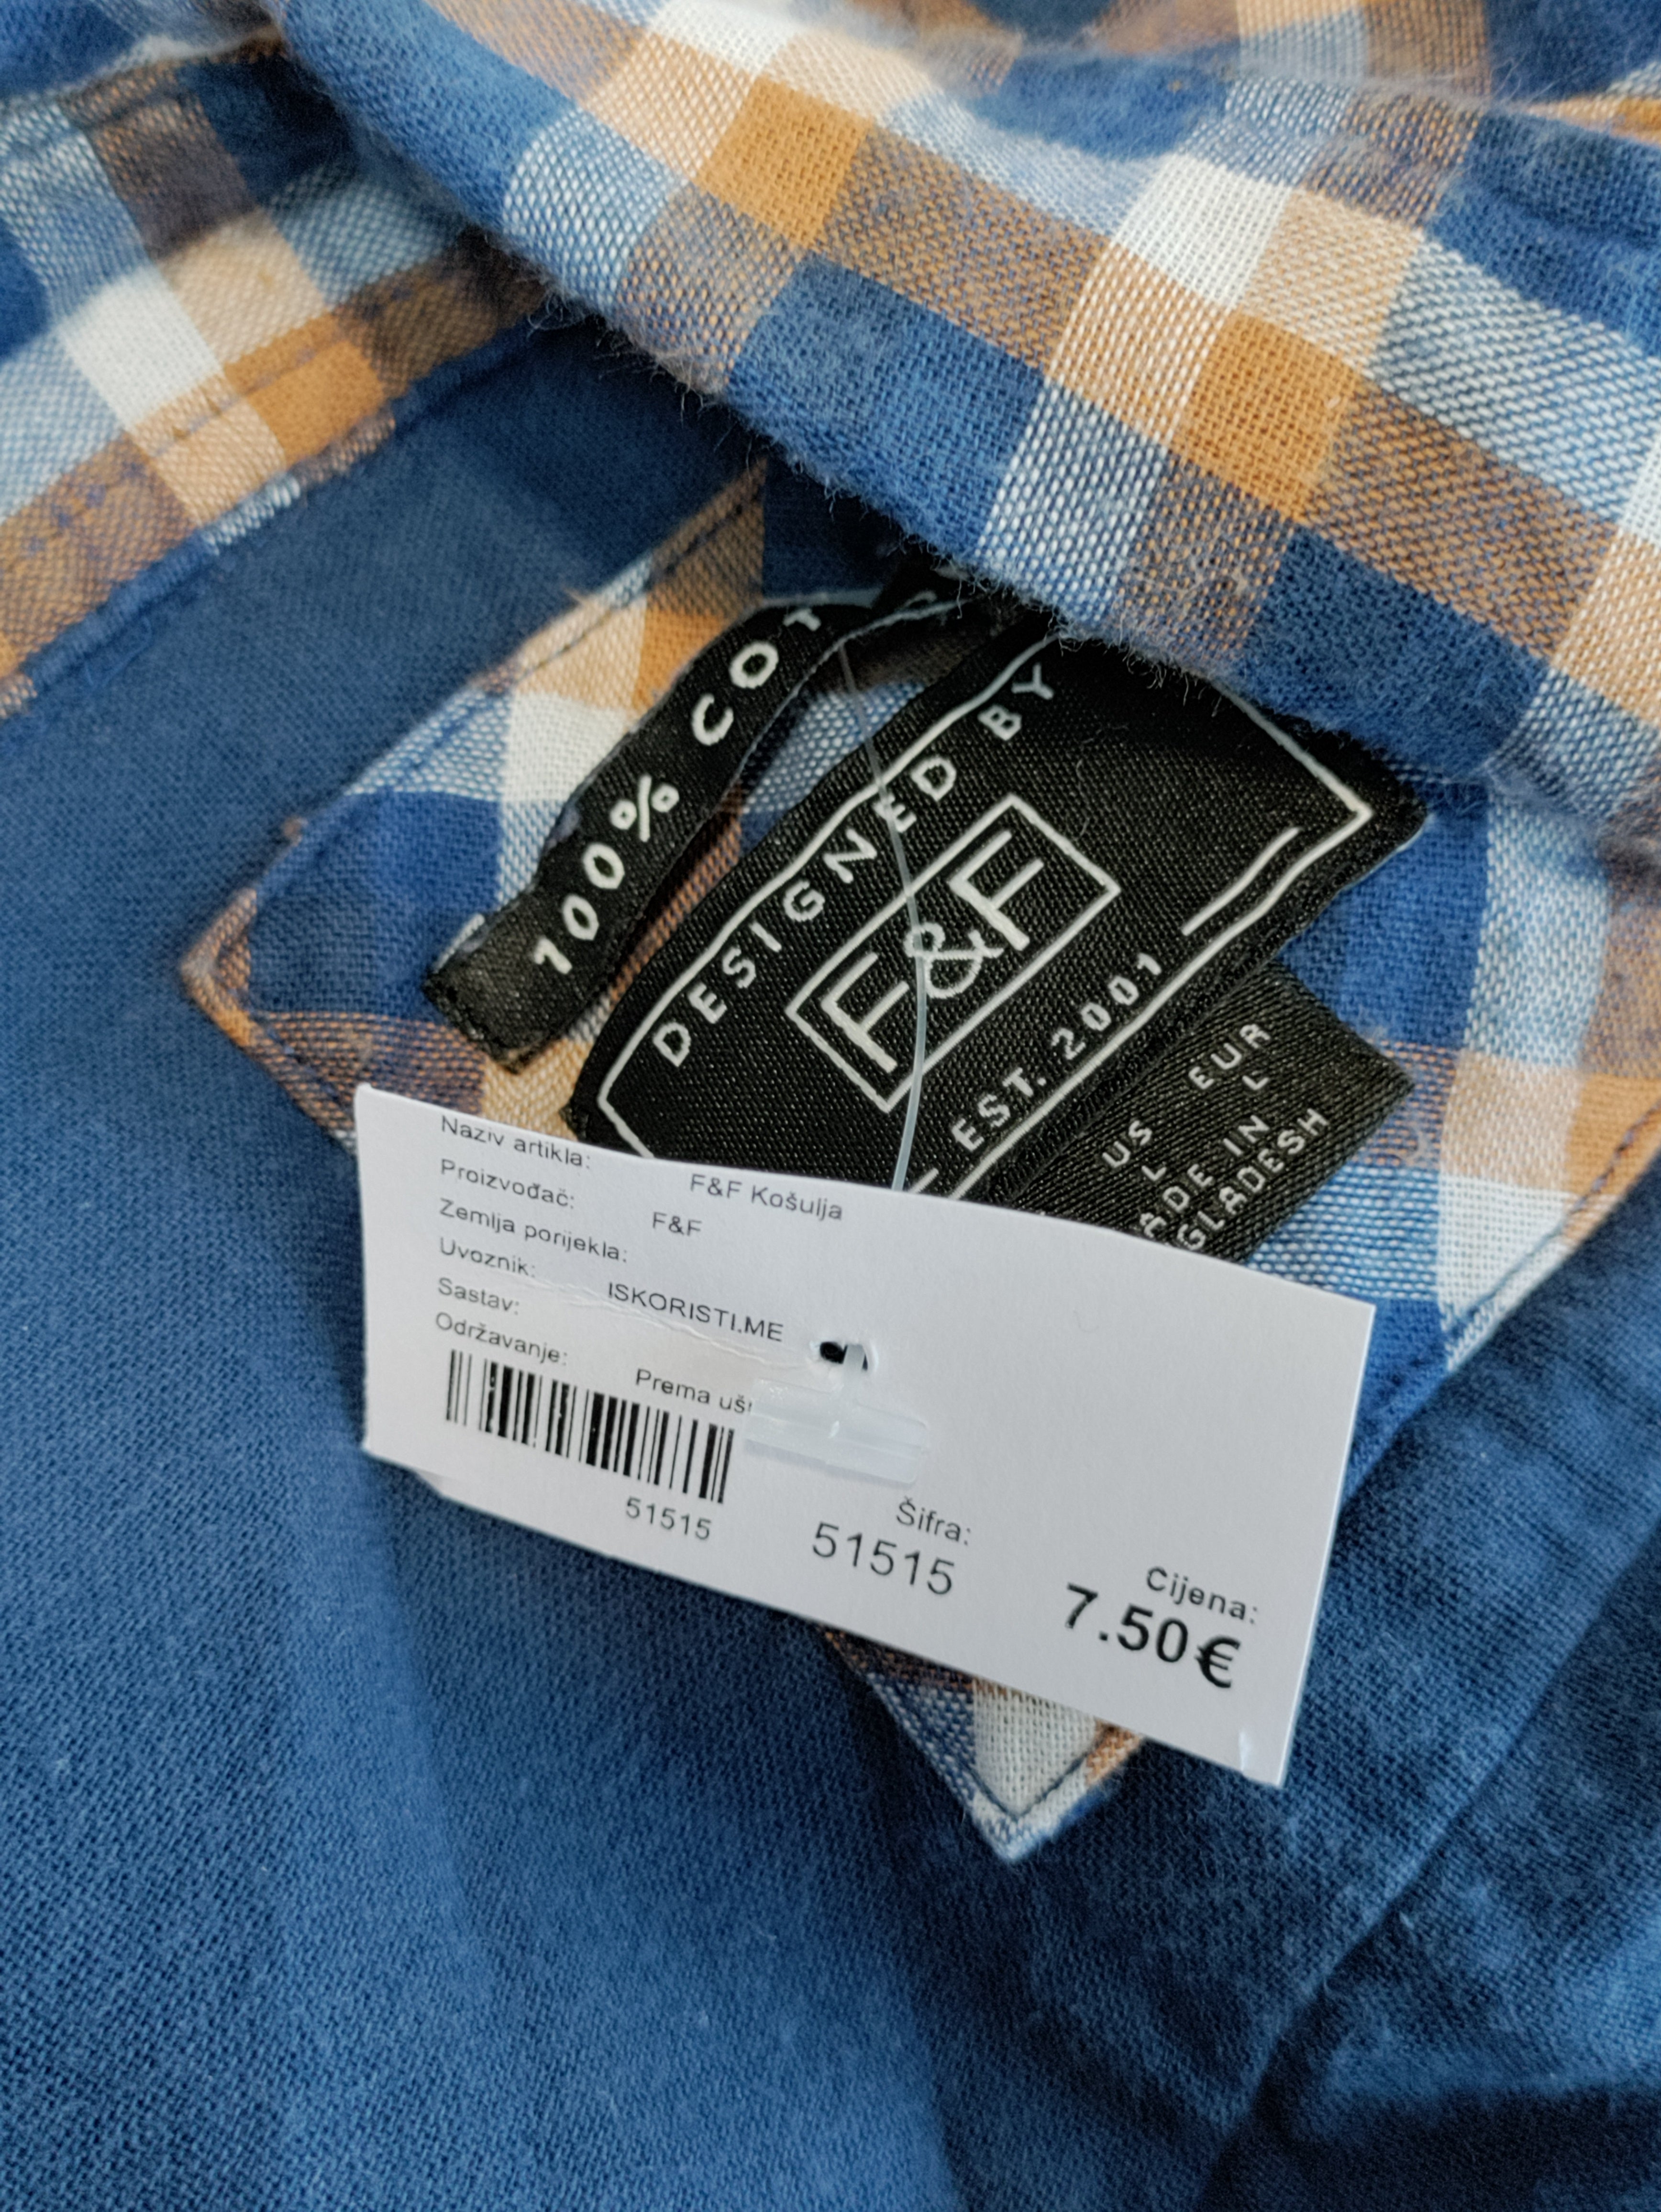 100% COT
DESIGNED BY
F&F
EST. 2001
EUR
L
US
L
DE IN
GLADESH
Naziv artikla: F&F Košulja
Proizvođač: F&F
Zemlja porijekla:
Uvoznik: ISKORISTI.ME
Sastav:
Održavanje: Prema uš
51515
Šifra:
51515
Cijena:
7.50€